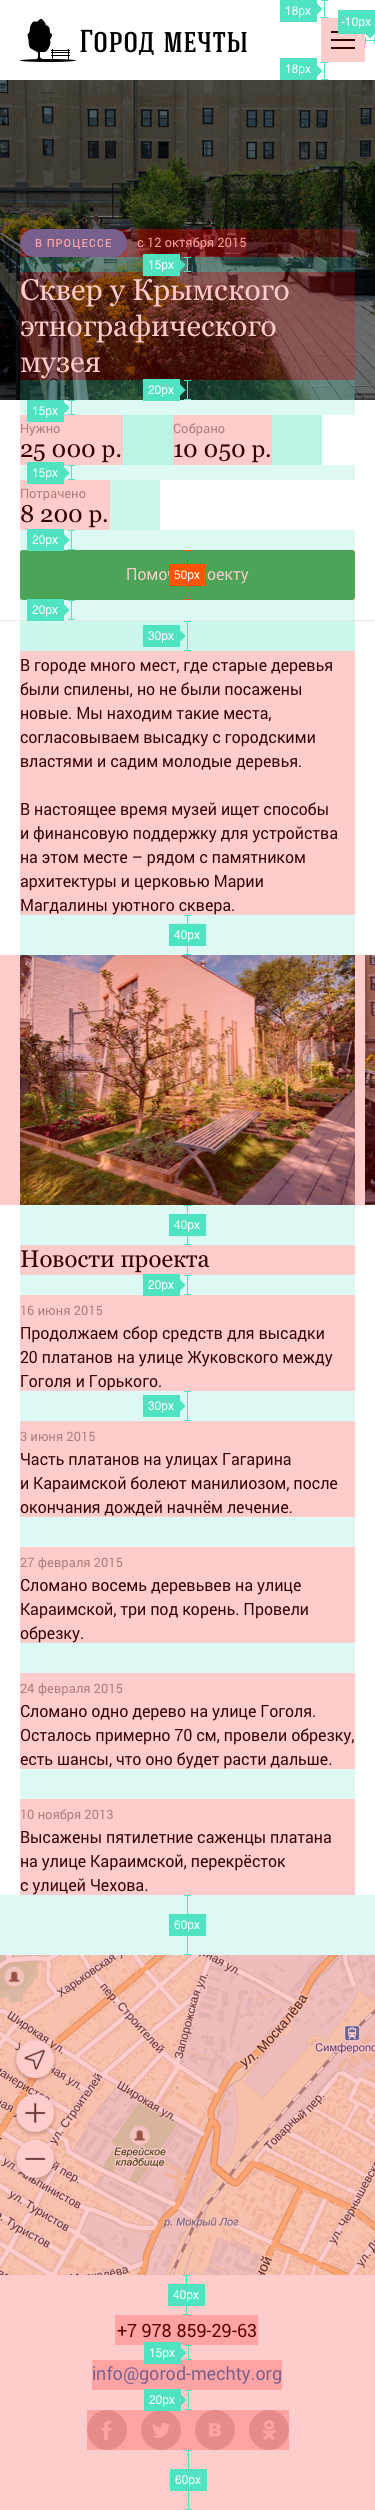 18px
-10px
Город мечты
18px
В ПРОЦЕССЕ
с 12 октября 2015
15px
Сквер у Крымского
этнографического
музея
20px
15px
Нужно
Собрано
25 000 р.
10 050 р.
15px
Потрачено
8 200 р.
20px
50px
20px
30px
В городе много мест, где старые деревья
были спилены, но не были посажены
новые. Мы находим такие места,
согласовываем высадку с городскими
властями и садим молодые деревья.
В настоящее время музей ищет способы
и финансовую поддержку для устройства
на этом месте – рядом с памятником
архитектуры и церковью Марии
Магдалины уютного сквера.
40px
40px
Новости проекта
20px
16 июня 2015
Продолжаем сбор средств для высадки
20 платанов на улице Жуковского между
Гоголя и Горького.
30px
3 июня 2015
Часть платанов на улицах Гагарина
и Караимской болеют манилиозом, после
окончания дождей начнём лечение.
27 февраля 2015
Сломано восемь деревьвев на улице
Караимской, три под корень. Провели
обрезку.
24 февраля 2015
Сломано одно дерево на улице Гоголя.
Осталось примерно 70 см, провели обрезку,
есть шансы, что оно будет расти дальше.
10 ноября 2013
Высажены пятилетние саженцы платана
на улице Караимской, перекрёсток
с улицей Чехова.
60px
Харьковская
пер. Строителей
Запорожская ул.
ул. Москалёва
Симферопо
Широкая ул.
Широкая ул.
ул. Строителей
Товарный пер.
Еврейское
кладбище
ул. Туристов
р. Мокрый Лог
ул. Чернышевско
40px
+7 978 859-29-63
15px
info@gorod-mechty.org
20px
60px